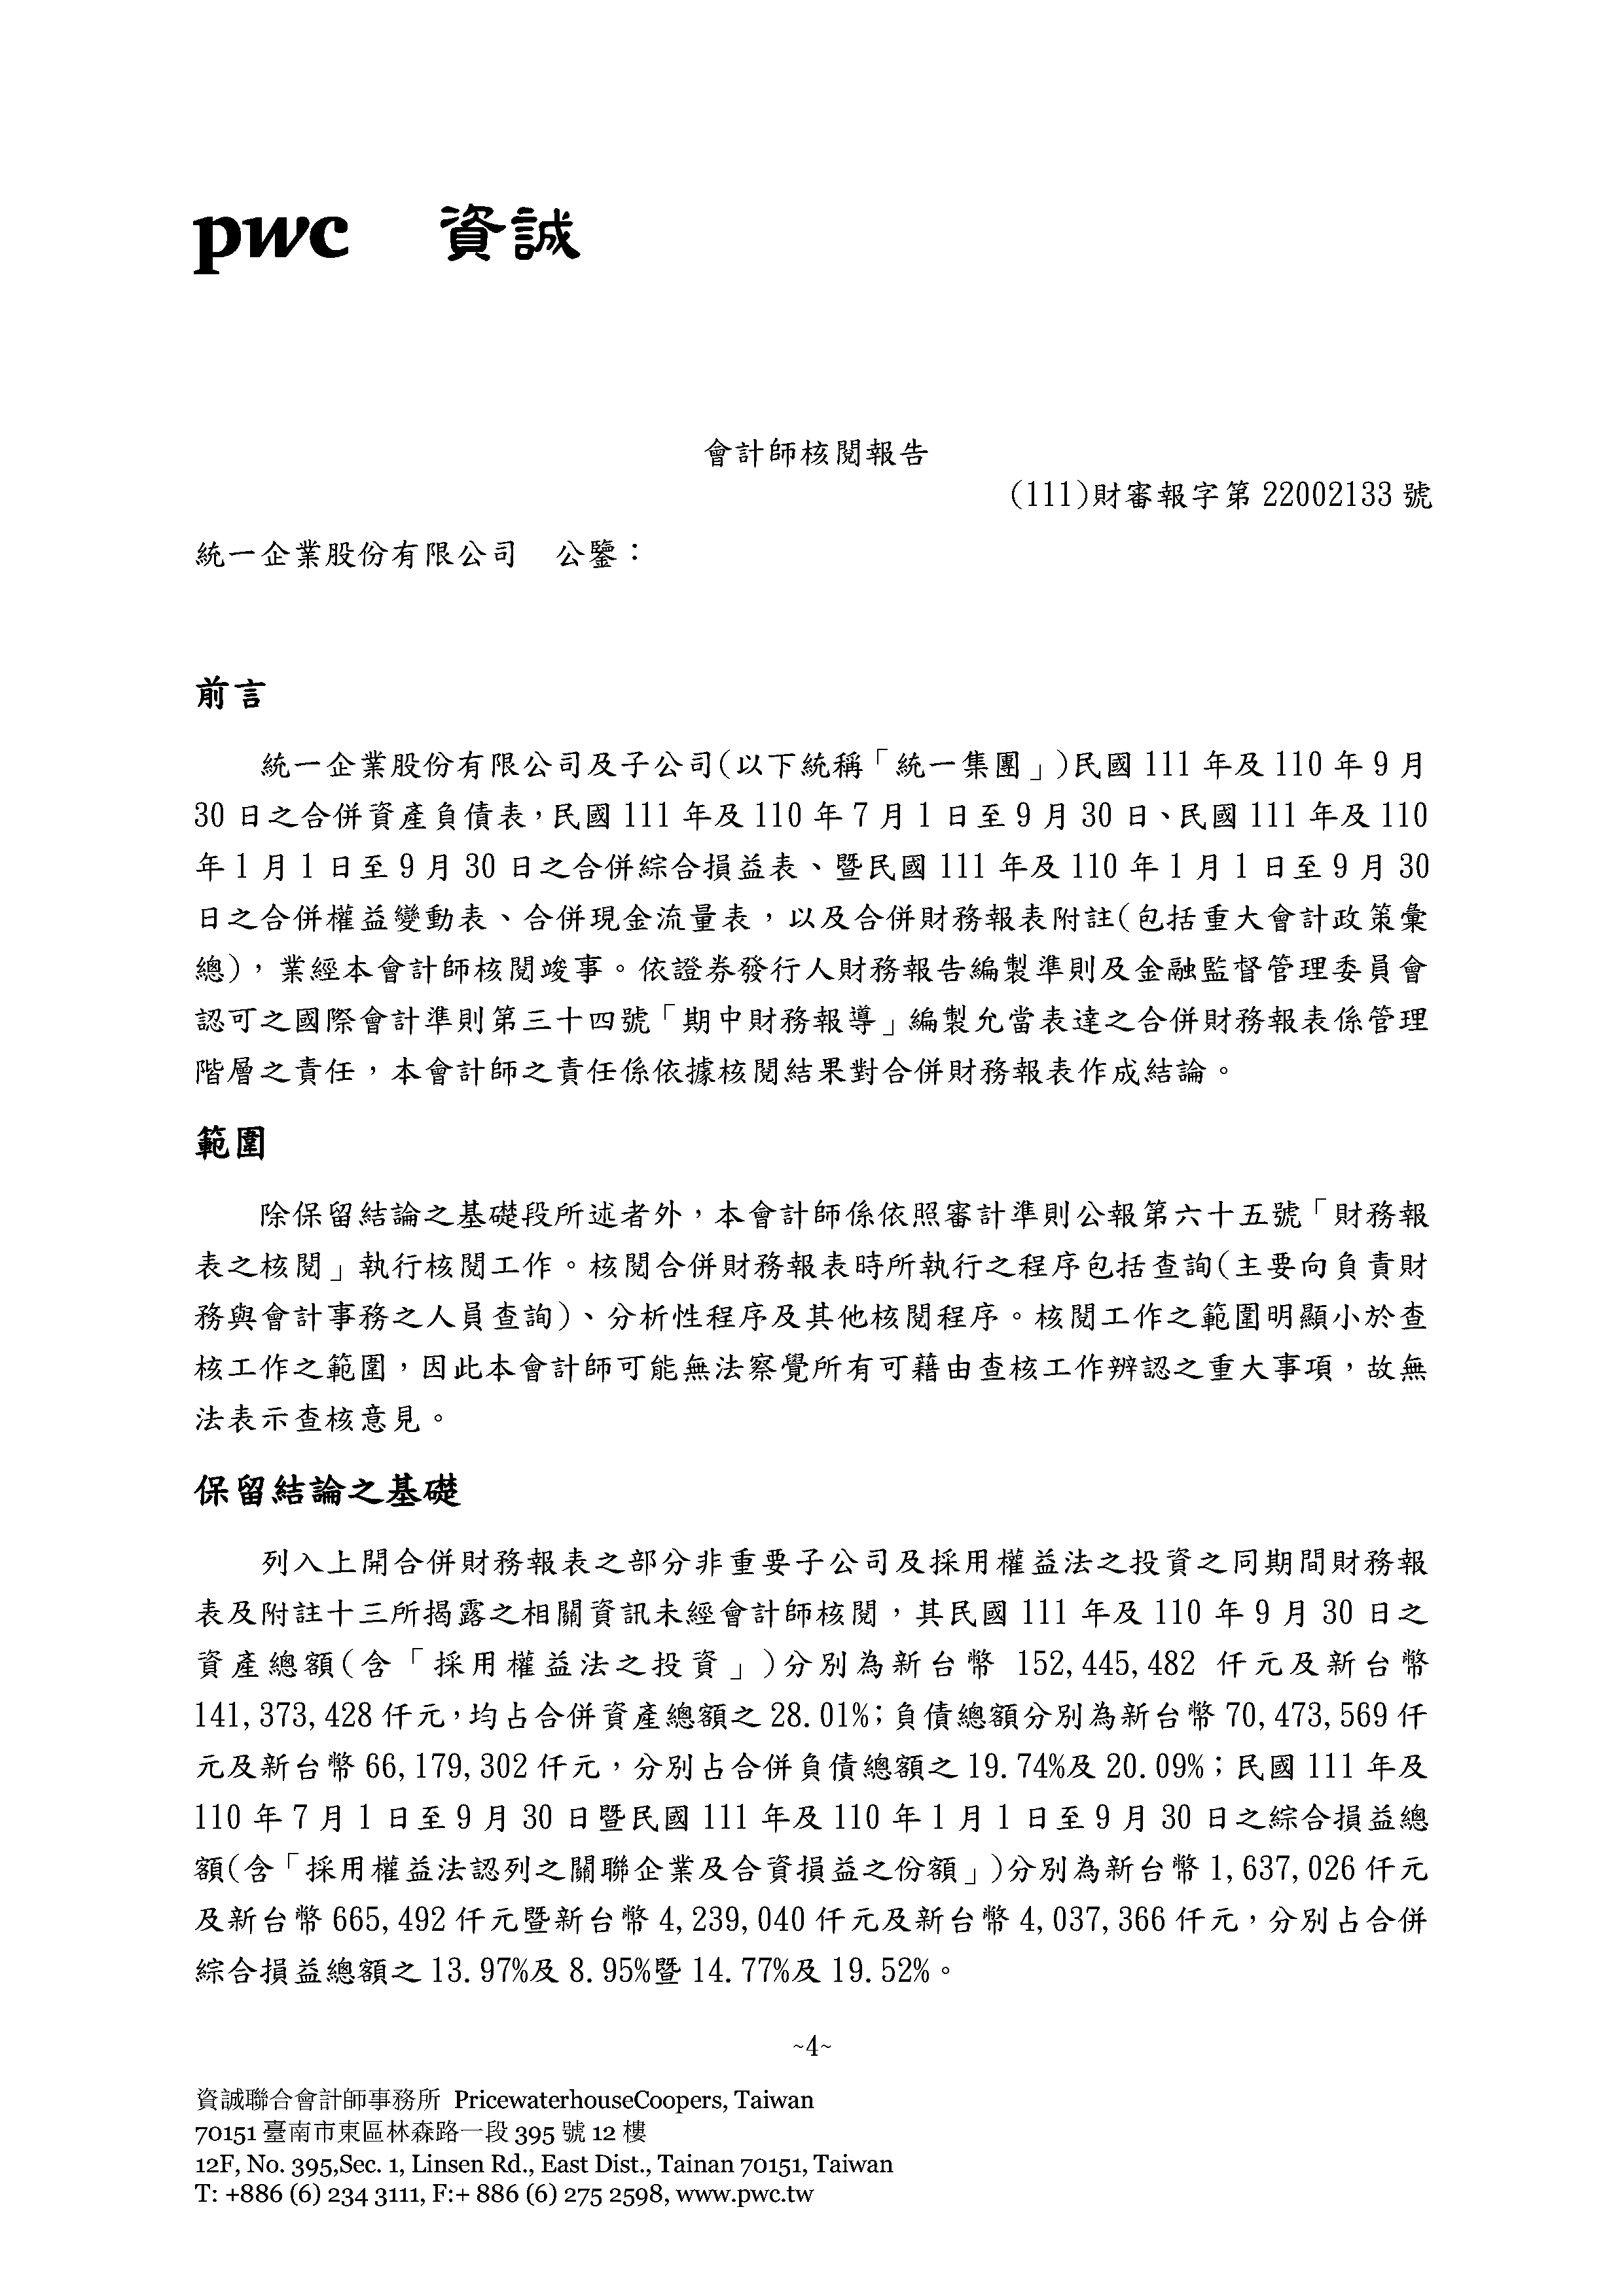 pwc 資誠
會計師核閱報告
(111)財審報字第 22002133 號
統一企業股份有限公司 公鑒：
前言
統一企業股份有限公司及子公司(以下統稱「統一集團」)民國 111 年及 110 年 9 月
30 日之合併資產負債表，民國 111 年及 110 年 7 月 1 日至 9 月 30 日、民國 111 年及 110
年 1 月 1 日至 9 月 30 日之合併綜合損益表、暨民國 111 年及 110 年 1 月 1 日至 9 月 30
日之合併權益變動表、合併現金流量表，以及合併財務報表附註(包括重大會計政策彙
總)，業經本會計師核閱竣事。依證券發行人財務報告編製準則及金融監督管理委員會
認可之國際會計準則第三十四號「期中財務報導」編製允當表達之合併財務報表係管理
階層之責任，本會計師之責任係依據核閱結果對合併財務報表作成結論。
範圍
除保留結論之基礎段所述者外，本會計師係依照審計準則公報第六十五號「財務報
表之核閱」執行核閱工作。核閱合併財務報表時所執行之程序包括查詢(主要向負責財
務與會計事務之人員查詢)、分析性程序及其他核閱程序。核閱工作之範圍明顯小於查
核工作之範圍，因此本會計師可能無法察覺所有可藉由查核工作辨認之重大事項，故無
法表示查核意見。
保留結論之基礎
列入上開合併財務報表之部分非重要子公司及採用權益法之投資之同期間財務報
表及附註十三所揭露之相關資訊未經會計師核閱，其民國 111 年及 110 年 9 月 30 日之
資產總額(含「採用權益法之投資」)分別為新台幣 152,445,482 仟元及新台幣
141,373,428 仟元，均占合併資產總額之 28.01%；負債總額分別為新台幣 70,473,569 仟
元及新台幣 66,179,302 仟元，分別占合併負債總額之 19.74%及 20.09%；民國 111 年及
110 年 7 月 1 日至 9 月 30 日暨民國 111 年及 110 年 1 月 1 日至 9 月 30 日之綜合損益總
額(含「採用權益法認列之關聯企業及合資損益之份額」)分別為新台幣 1,637,026 仟元
及新台幣 665,492 仟元暨新台幣 4,239,040 仟元及新台幣 4,037,366 仟元，分別占合併
綜合損益總額之 13.97%及 8.95%暨 14.77%及 19.52%。
~4~
資誠聯合會計師事務所 PricewaterhouseCoopers, Taiwan
70151 臺南市東區林森路一段 395 號 12 樓
12F, No. 395,Sec. 1, Linsen Rd., East Dist., Tainan 70151, Taiwan
T: +886 (6) 234 3111, F:+ 886 (6) 275 2598, www.pwc.tw